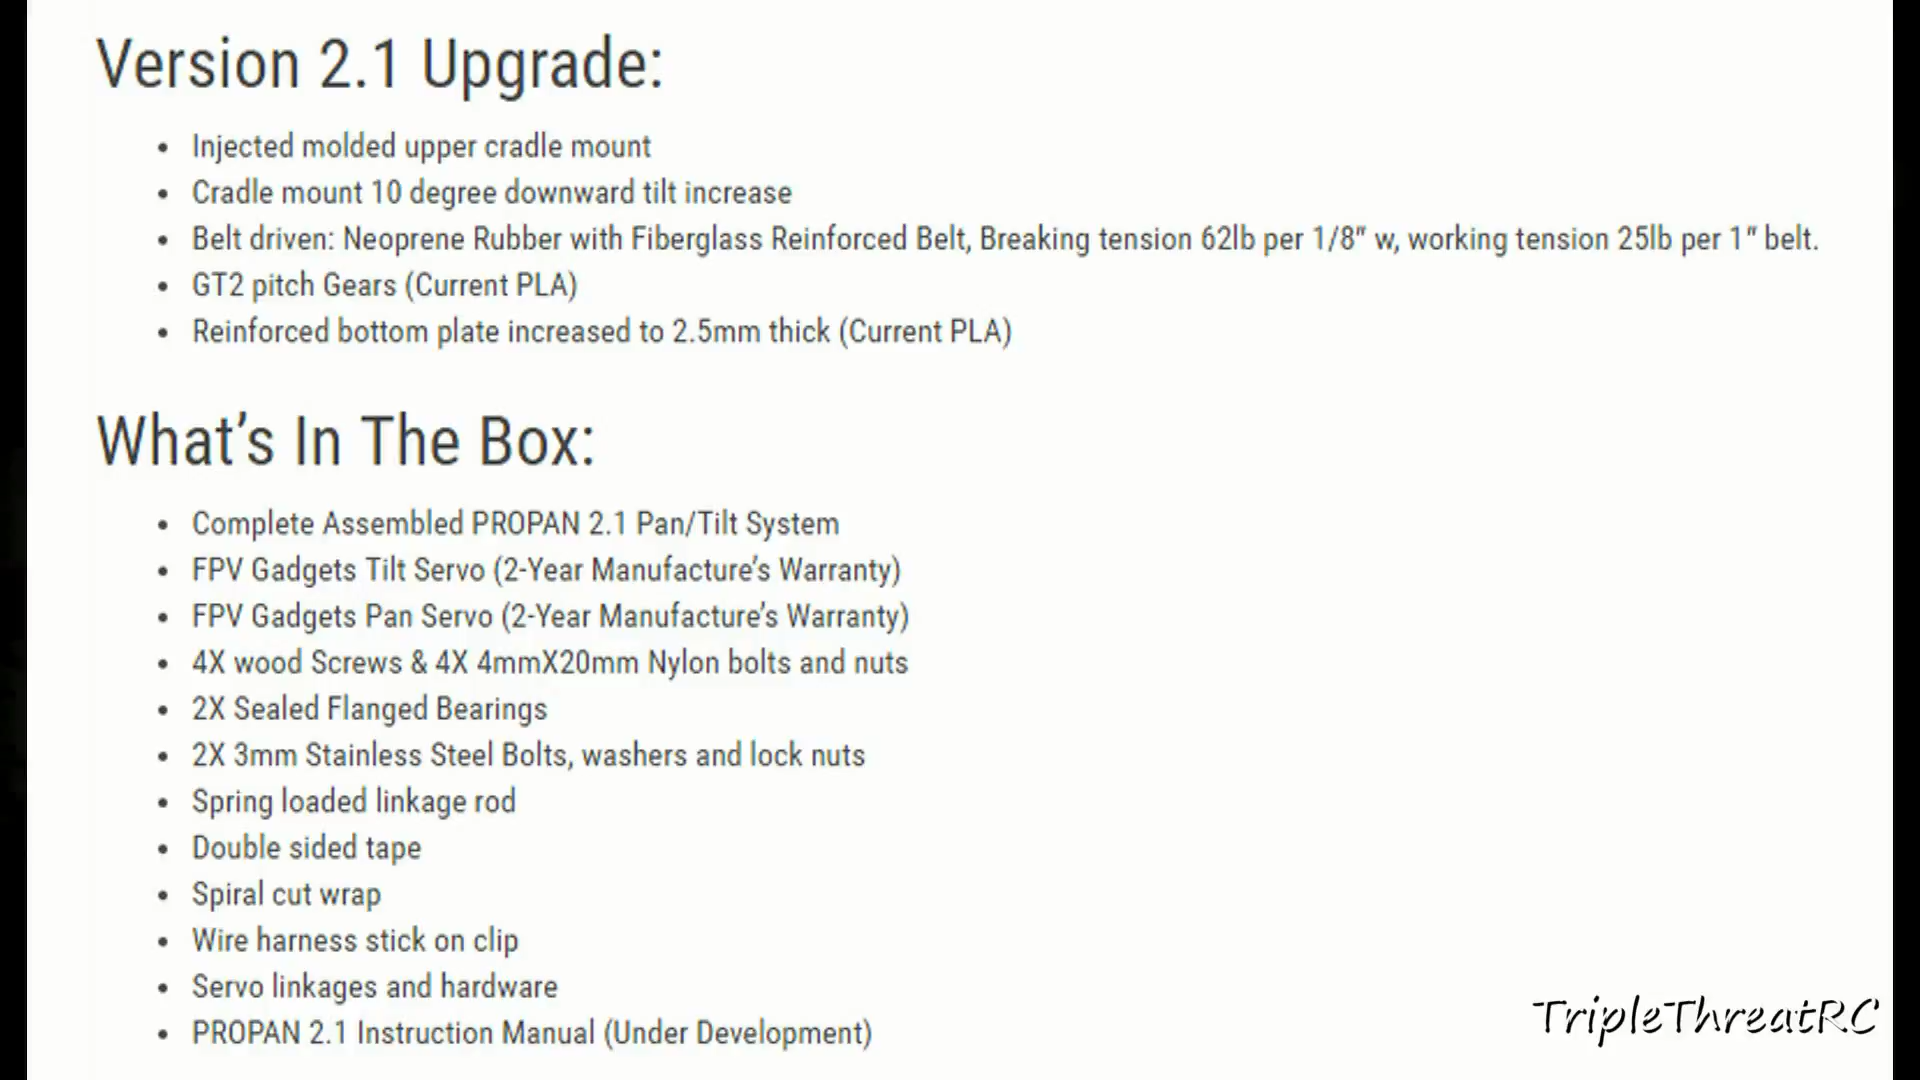 Version 2.1 Upgrade:
• Injected molded upper cradle mount
• Cradle mount 10 degree downward tilt increase
• Belt driven: Neoprene Rubber with Fiberglass Reinforced Belt, Breaking tension 62lb per 1/8″ w, working tension 25lb per 1″ belt.
• GT2 pitch Gears (Current PLA)
• Reinforced bottom plate increased to 2.5mm thick (Current PLA)
What’s In The Box:
• Complete Assembled PROPAN 2.1 Pan/Tilt System
• FPV Gadgets Tilt Servo (2-Year Manufacture’s Warranty)
• FPV Gadgets Pan Servo (2-Year Manufacture’s Warranty)
• 4X wood Screws & 4X 4mmX20mm Nylon bolts and nuts
• 2X Sealed Flanged Bearings
• 2X 3mm Stainless Steel Bolts, washers and lock nuts
• Spring loaded linkage rod
• Double sided tape
• Spiral cut wrap
• Wire harness stick on clip
• Servo linkages and hardware
• PROPAN 2.1 Instruction Manual (Under Development)
TripleThreatRC